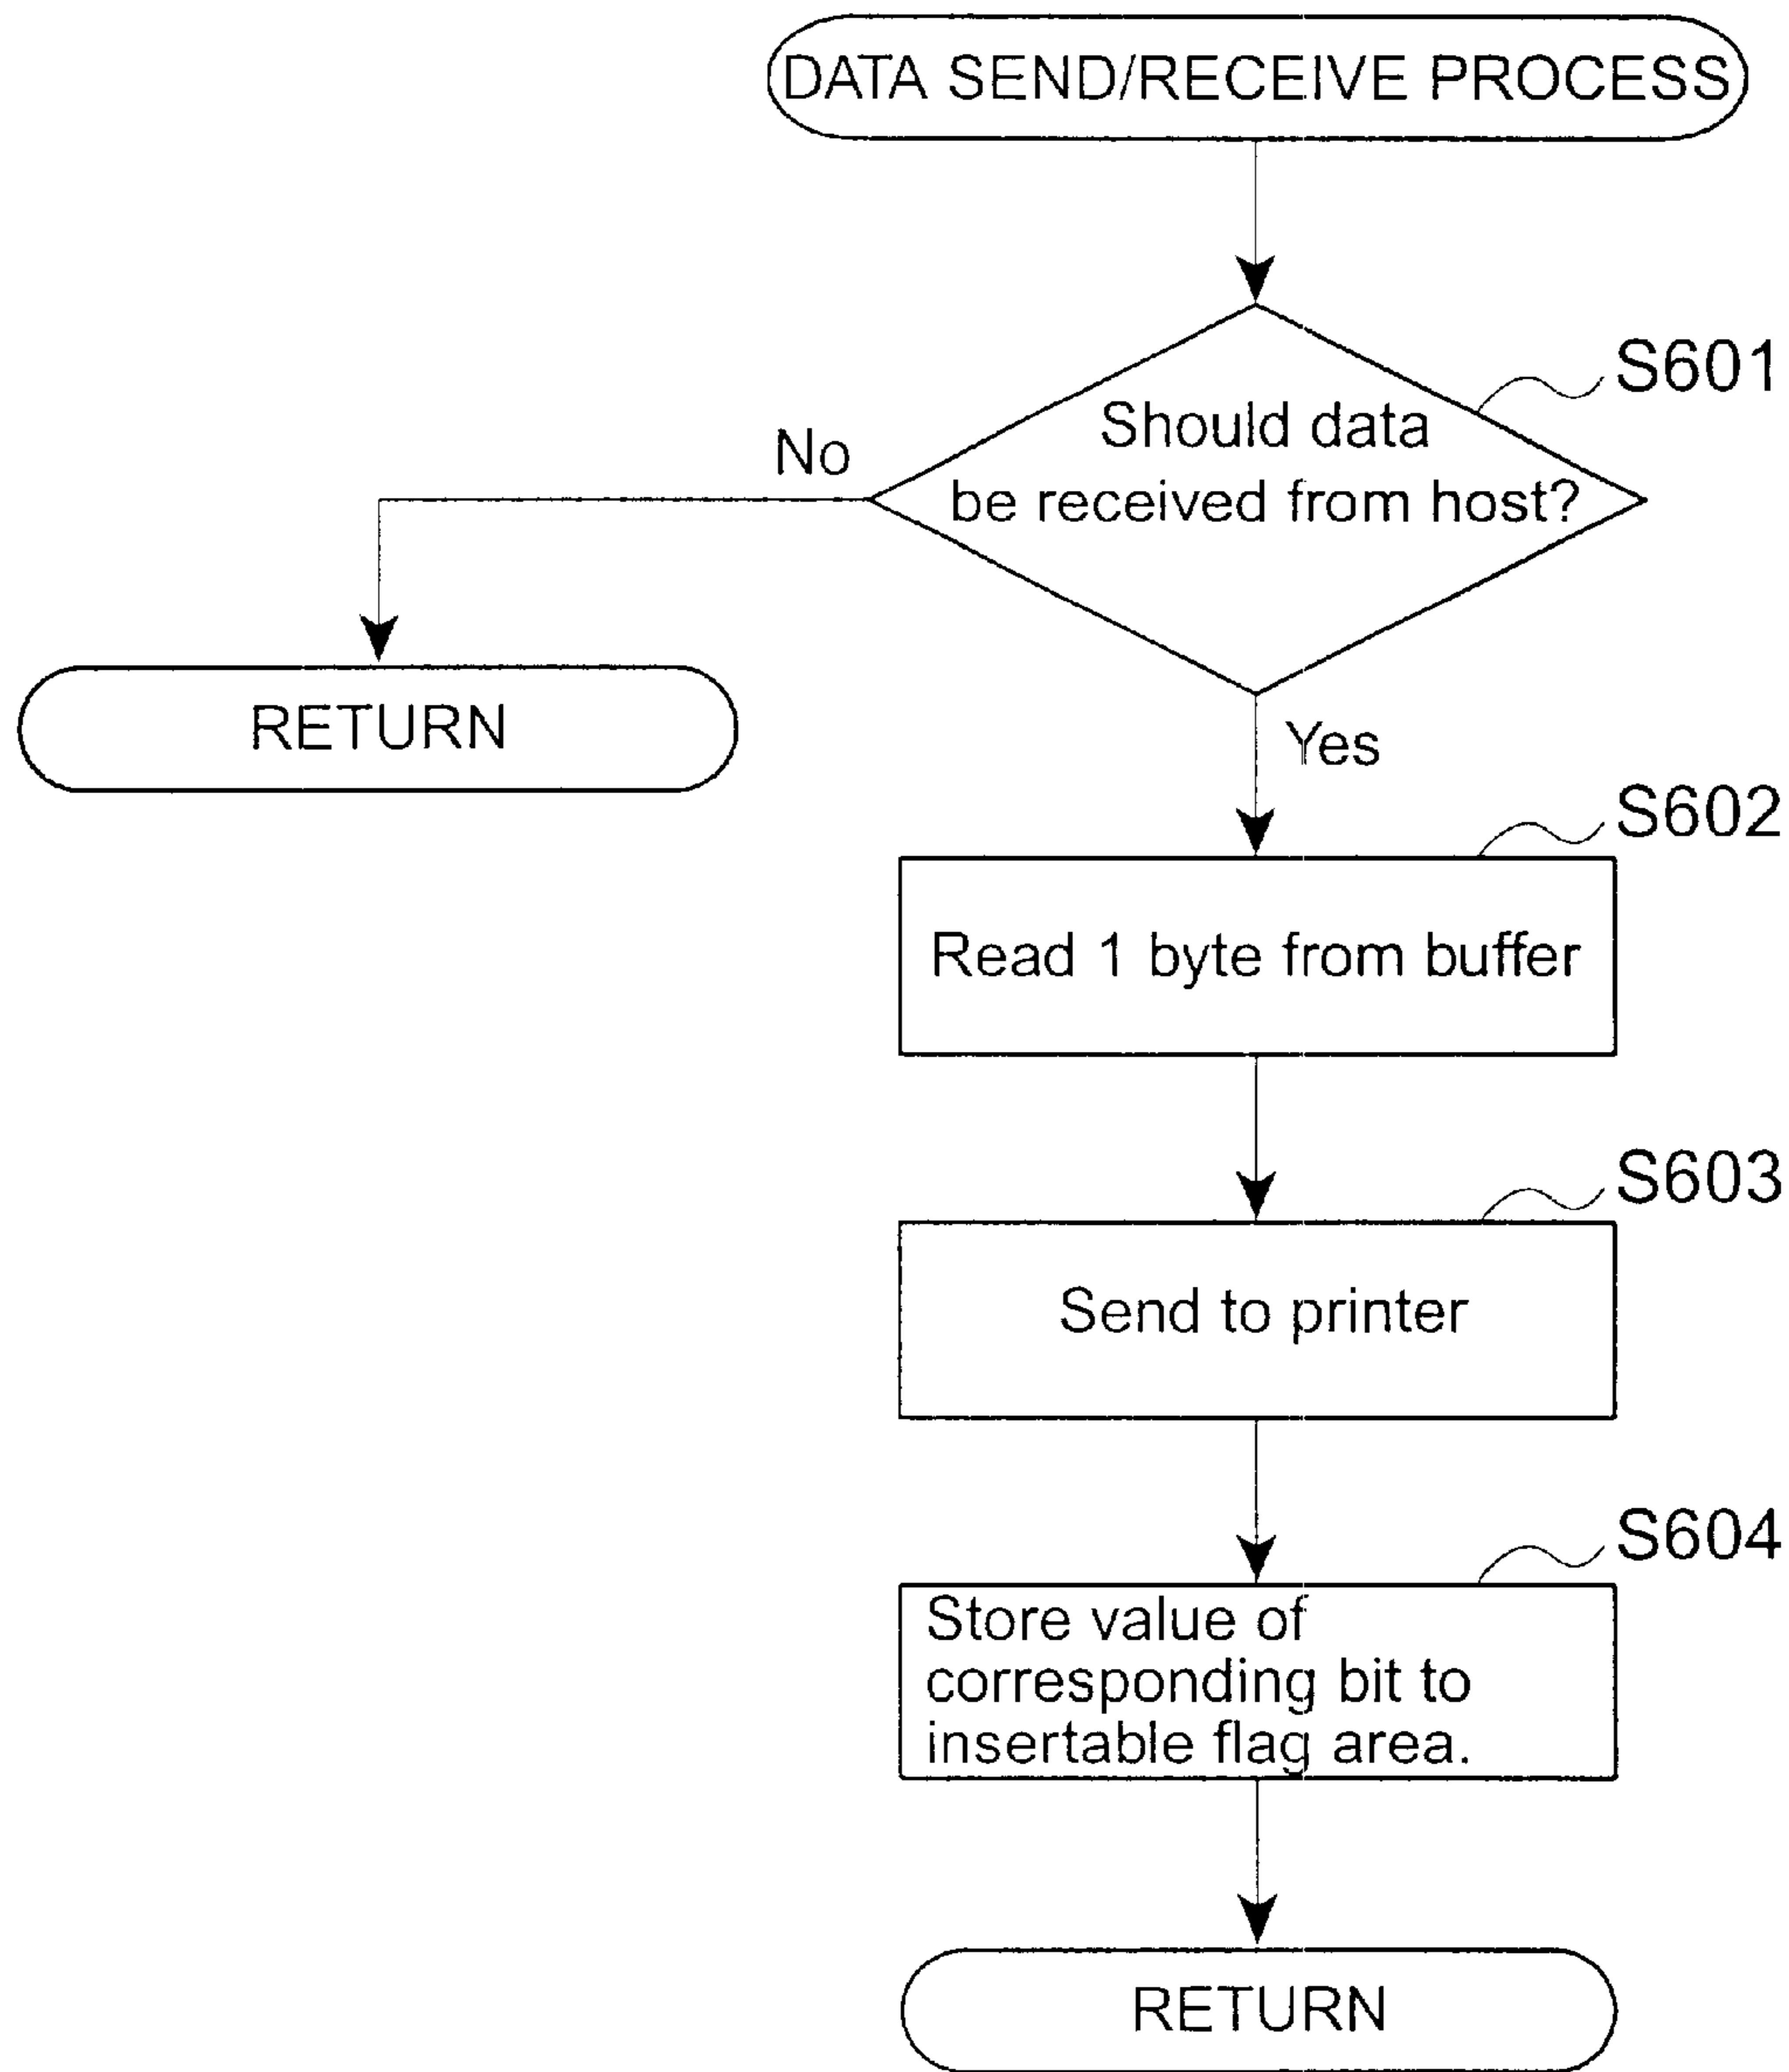 DATA SEND/RECEIVE PROCESS
S601
Should data
be received from host?
No
RETURN
Yes
S602
Read 1 byte from buffer
S603
Send to printer
S604
Store value of
corresponding bit to
insertable flag area.
RETURN